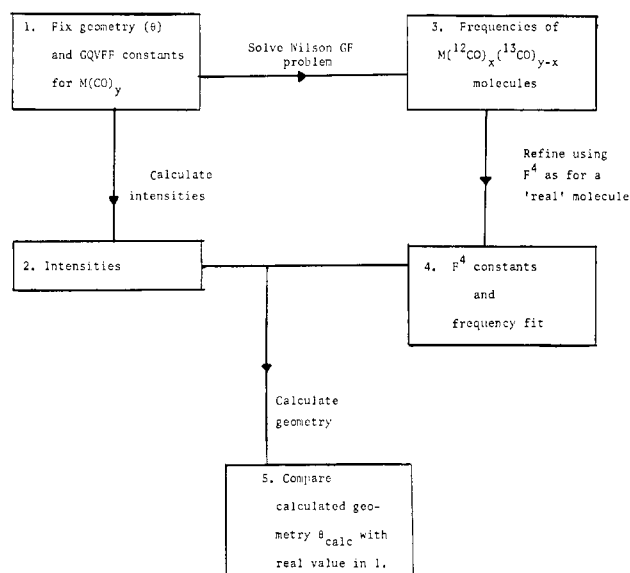 1. Fix geometry (θ)
and GQVFF constants
for M(CO)y
Solve Wilson GF
problem
3. Frequencies of
M(¹²CO)x(¹³CO)y-x
molecules
Calculate
intensities
Refine using
F⁴ as for a
'real' molecule
2. Intensities
4. F⁴ constants
and
frequency fit
Calculate
geometry
5. Compare
calculated geo-
metry θcalc with
real value in 1.